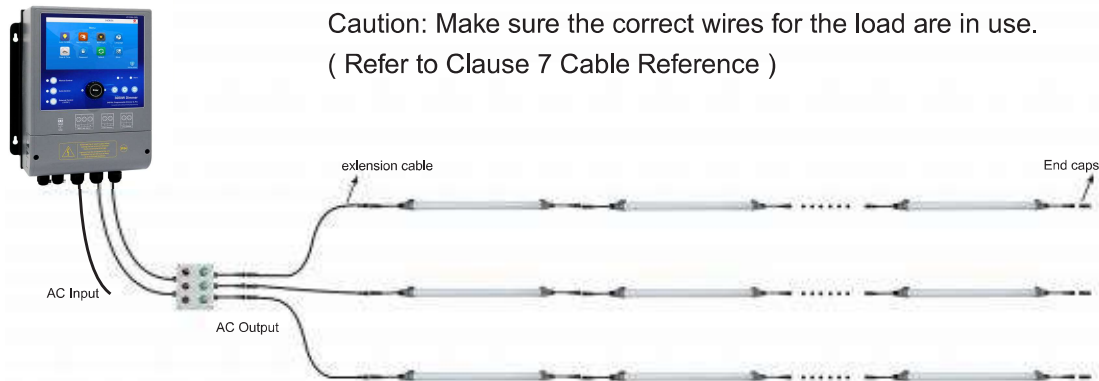 Caution: Make sure the correct wires for the load are in use.
( Refer to Clause 7 Cable Reference )
exlension cable
End caps
AC Input
AC Output